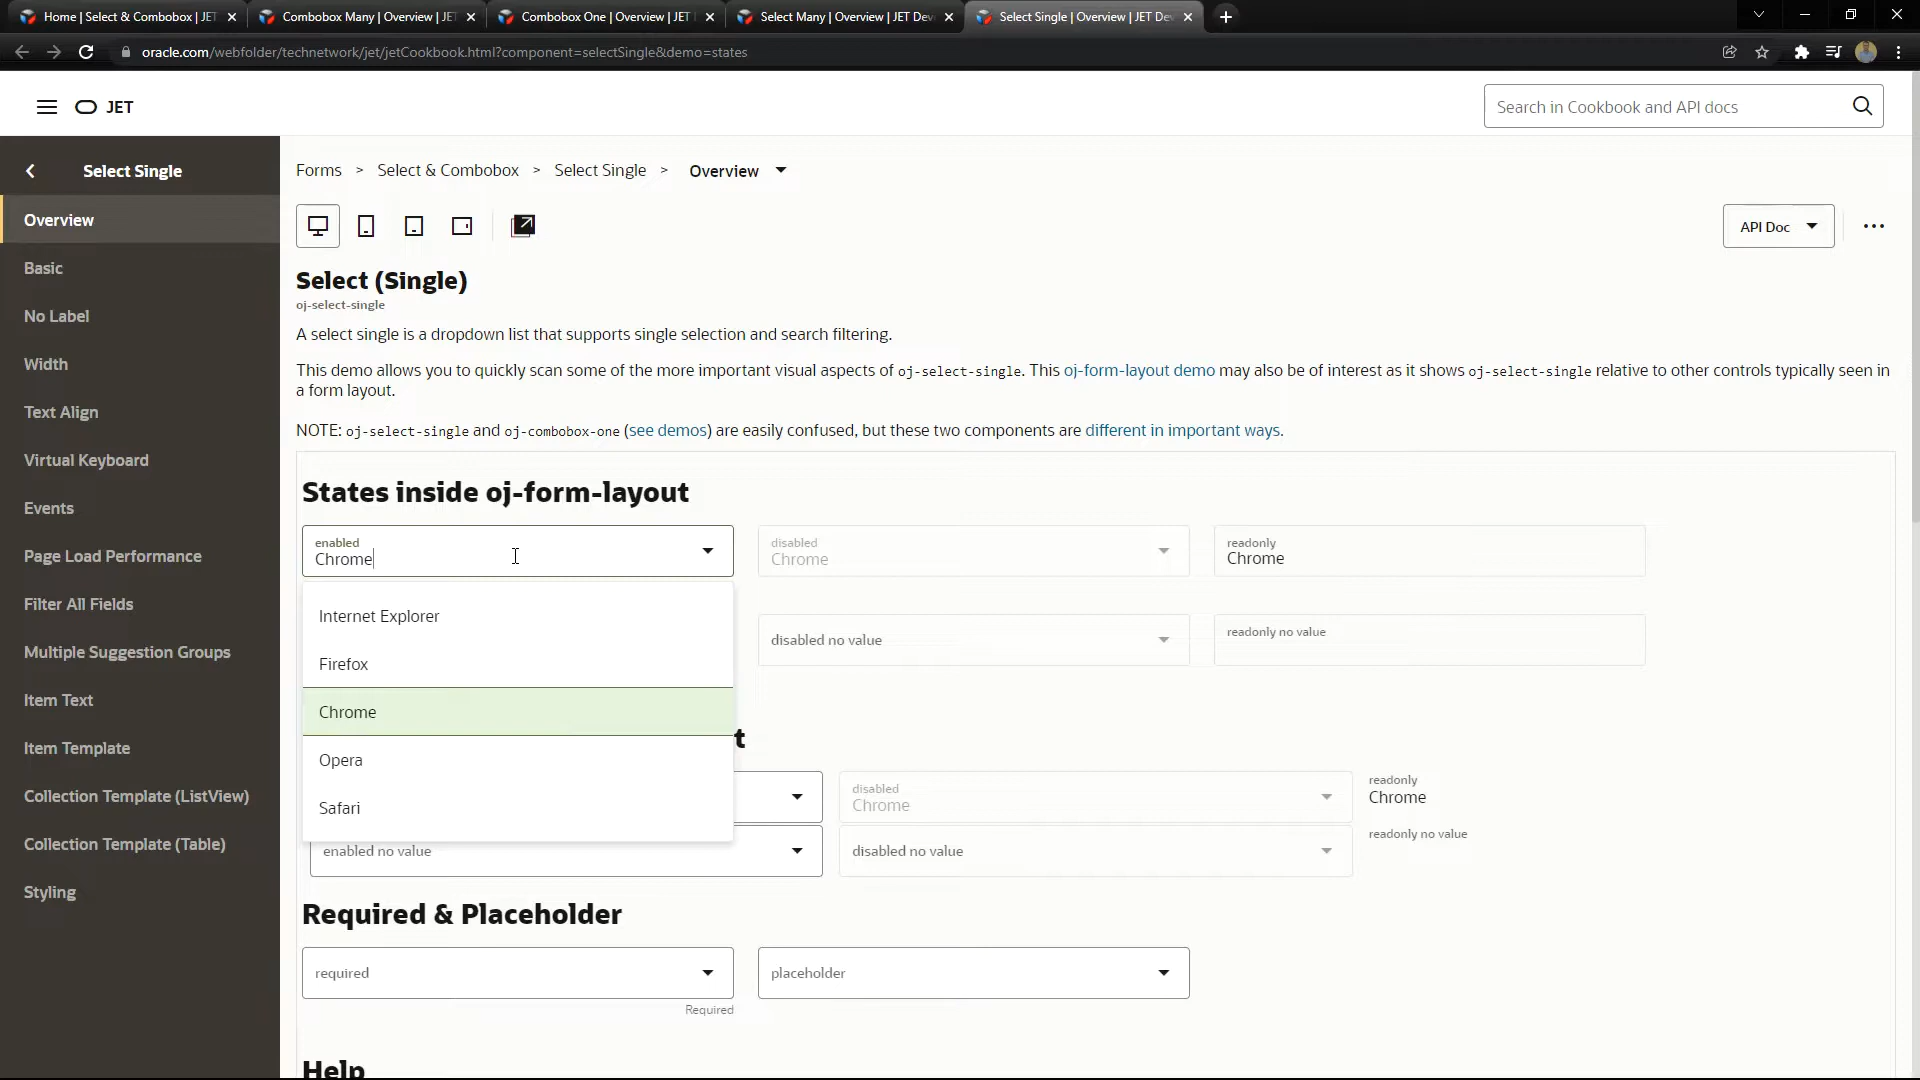 Home | Select & Combobox | JET
Combobox Many | Overview | JET
Combobox One | Overview | JET
Select Many | Overview | JET Dev
Select Single | Overview | JET De
oracle.com/webfolder/technetwork/jet/jetCookbook.html?component=selectSingle&demo=states
JET
Search in Cookbook and API docs
Select Single
Overview
Basic
No Label
Width
Text Align
Virtual Keyboard
Events
Page Load Performance
Filter All Fields
Multiple Suggestion Groups
Item Text
Item Template
Collection Template (ListView)
Collection Template (Table)
Styling
Forms > Select & Combobox > Select Single > Overview
API Doc
Select (Single)
oj-select-single
A select single is a dropdown list that supports single selection and search filtering.
This demo allows you to quickly scan some of the more important visual aspects of oj-select-single. This oj-form-layout demo may also be of interest as it shows oj-select-single relative to other controls typically seen in
a form layout.
NOTE: oj-select-single and oj-combobox-one (see demos) are easily confused, but these two components are different in important ways.
States inside oj-form-layout
enabled
Chrome
disabled
Chrome
readonly
Chrome
Internet Explorer
Firefox
Chrome
Opera
Safari
disabled no value
readonly no value
t
disabled
Chrome
readonly
Chrome
enabled no value
disabled no value
readonly no value
Required & Placeholder
required
placeholder
Required
Help